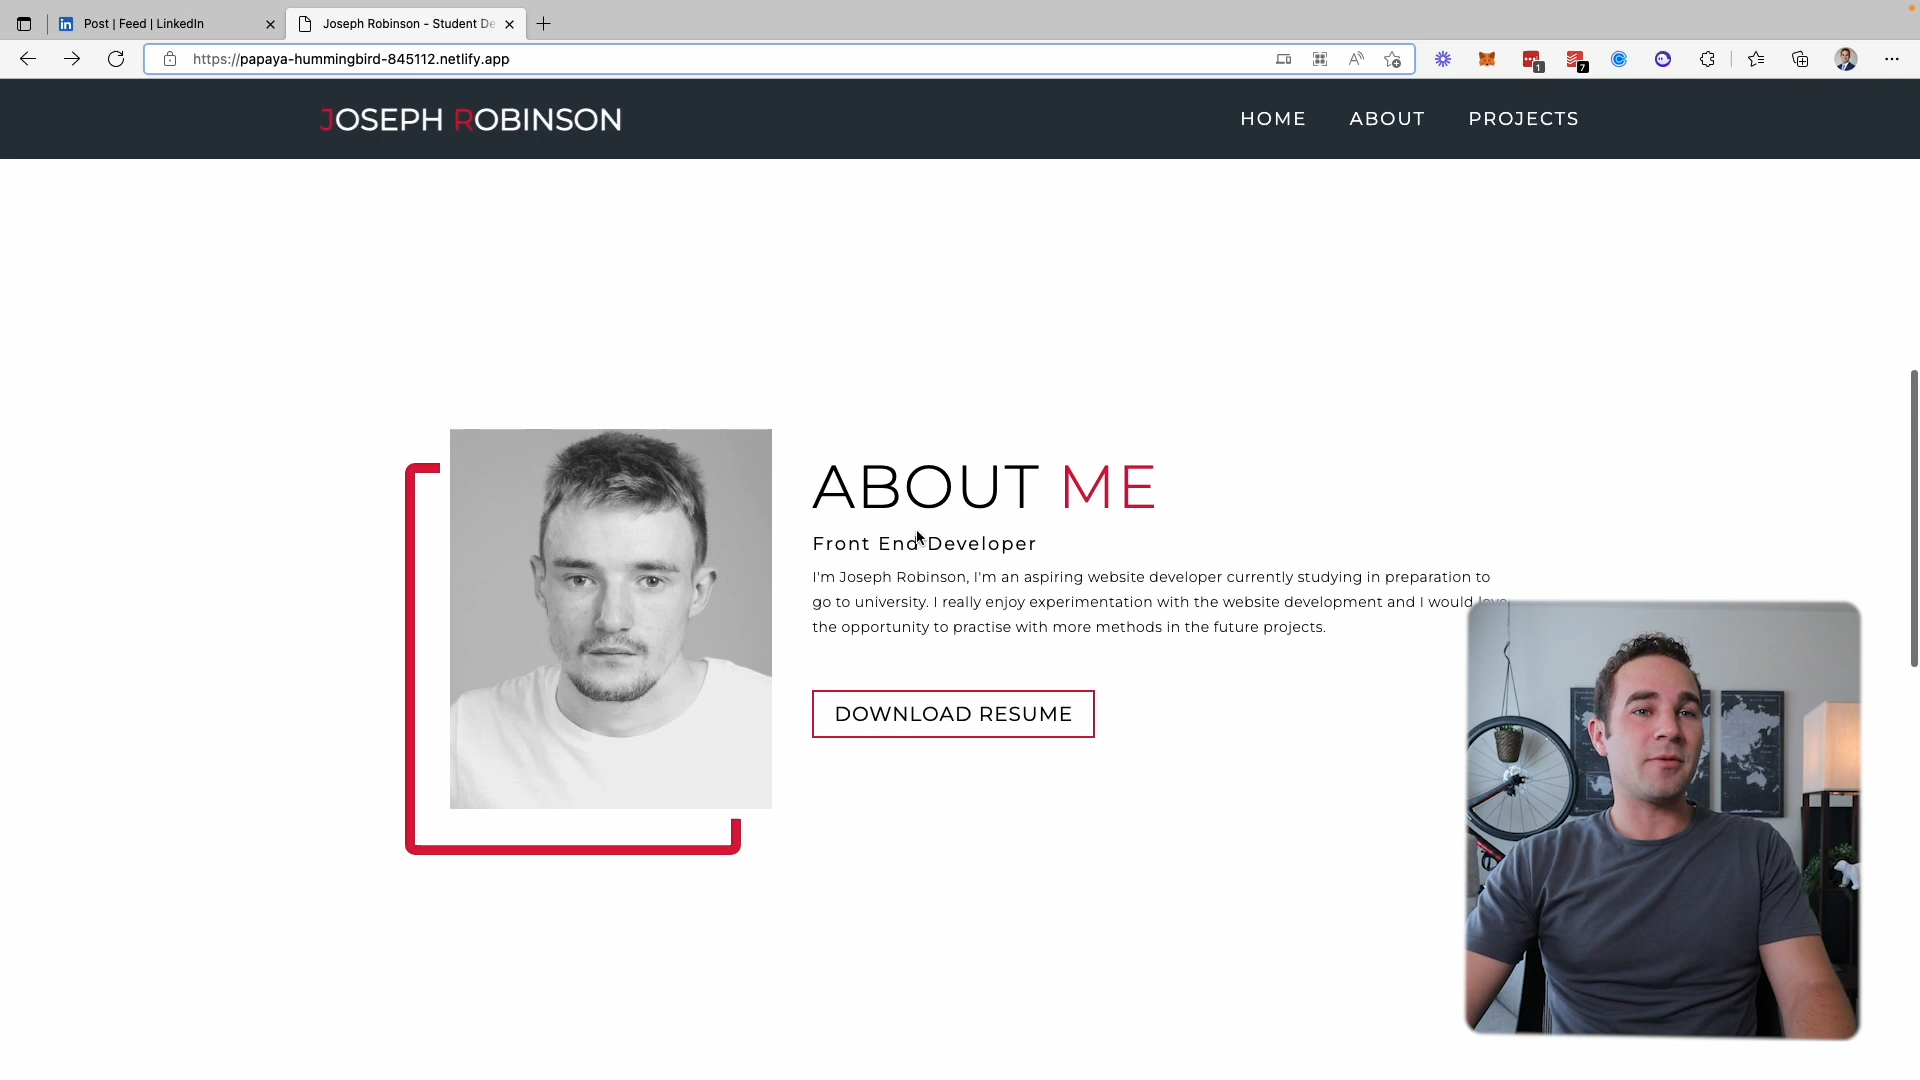 Post | Feed | LinkedIn
Joseph Robinson - Student De
https://papaya-hummingbird-845112.netlify.app
1
7
JOSEPH ROBINSON
HOME
ABOUT
PROJECTS
ABOUT ME
Front End Developer
I'm Joseph Robinson, I'm an aspiring website developer currently studying in preparation to
go to university. I really enjoy experimentation with the website development and I would love
the opportunity to practise with more methods in the future projects.
DOWNLOAD RESUME